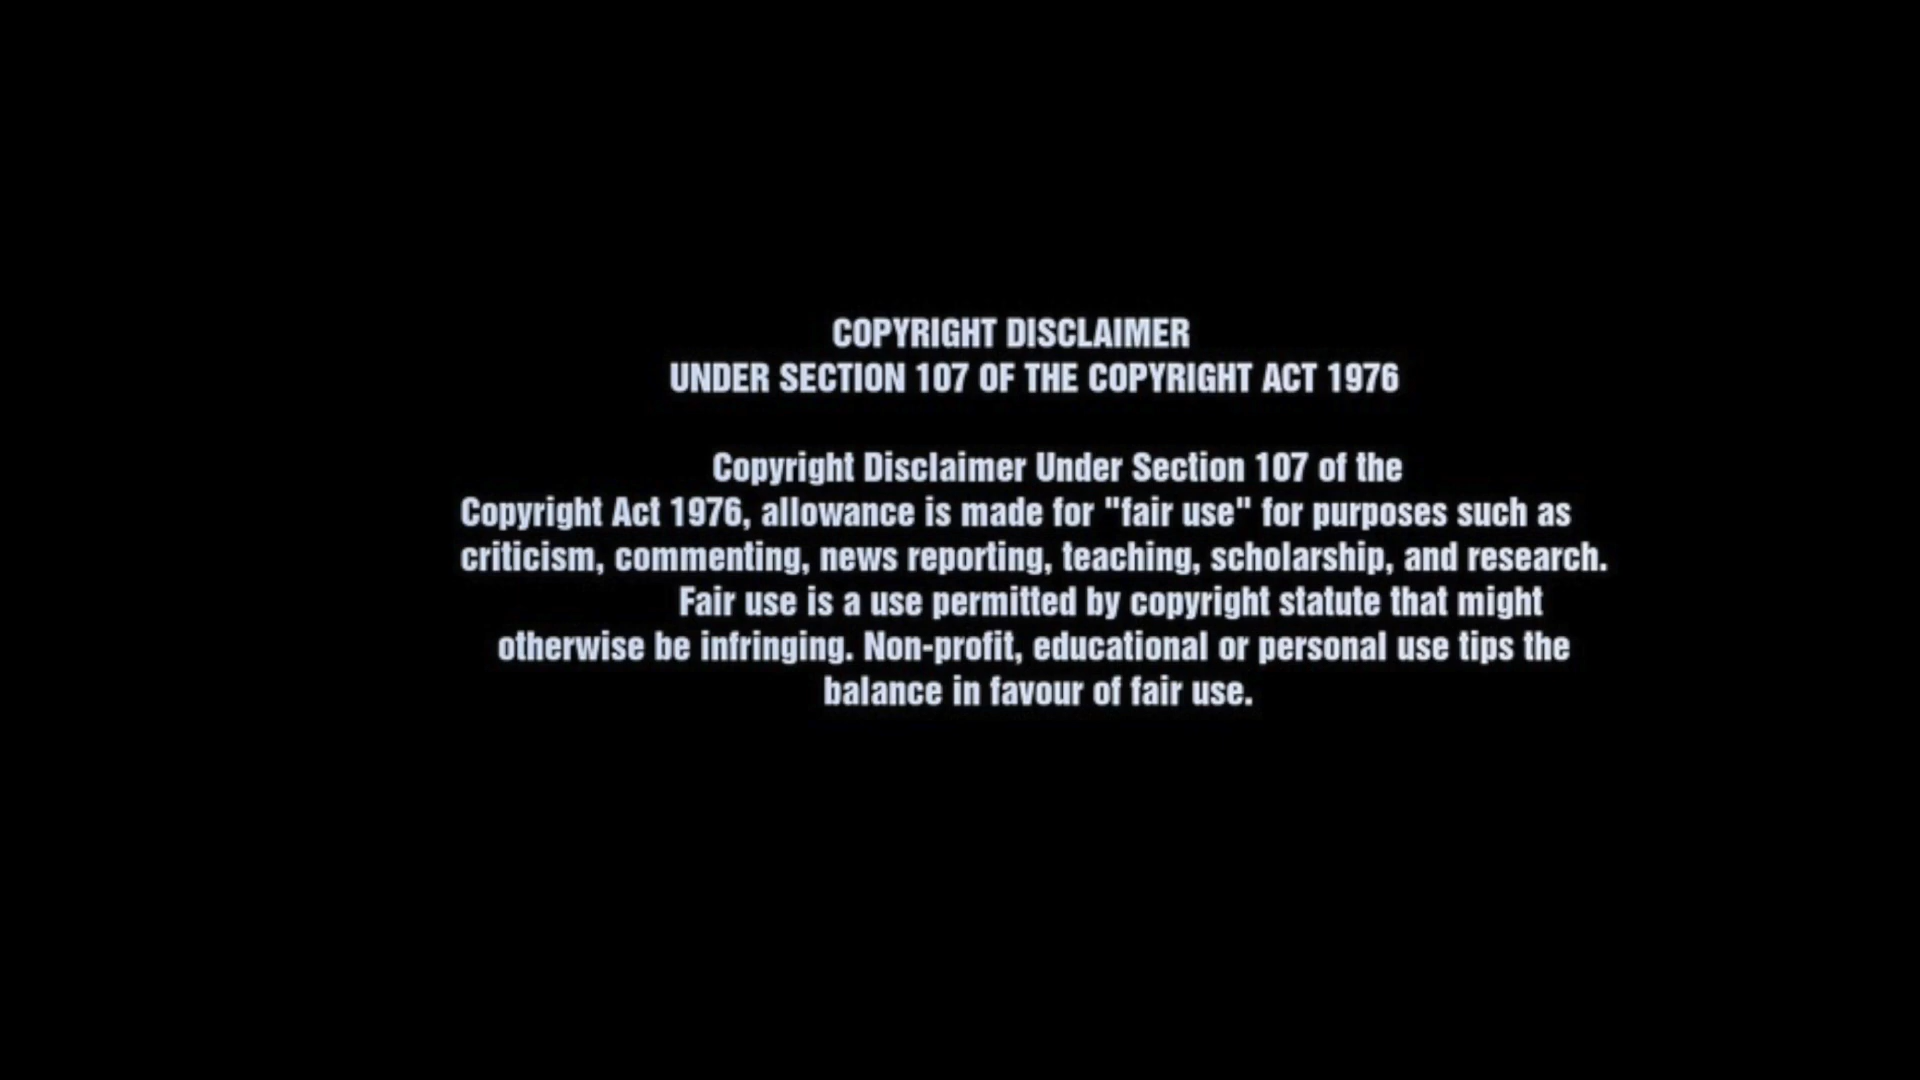 COPYRIGHT DISCLAIMER
UNDER SECTION 107 OF THE COPYRIGHT ACT 1976
Copyright Disclaimer Under Section 107 of the
Copyright Act 1976, allowance is made for "fair use" for purposes such as
criticism, commenting, news reporting, teaching, scholarship, and research.
Fair use is a use permitted by copyright statute that might
otherwise be infringing. Non-profit, educational or personal use tips the
balance in favour of fair use.